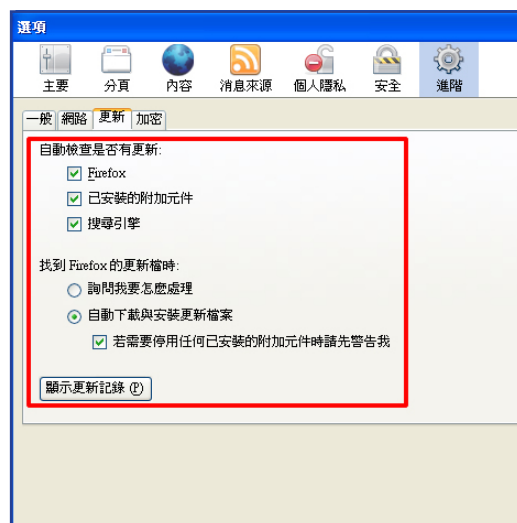 選項
主要 分頁 內容 消息來源 個人隱私 安全 進階
一般 網路 更新 加密
自動檢查是否有更新:
Firefox
已安裝的附加元件
搜尋引擎
找到 Firefox 的更新檔時:
詢問我要怎麼處理
自動下載與安裝更新檔案
若需要停用任何已安裝的附加元件時請先警告我
顯示更新記錄 (P)